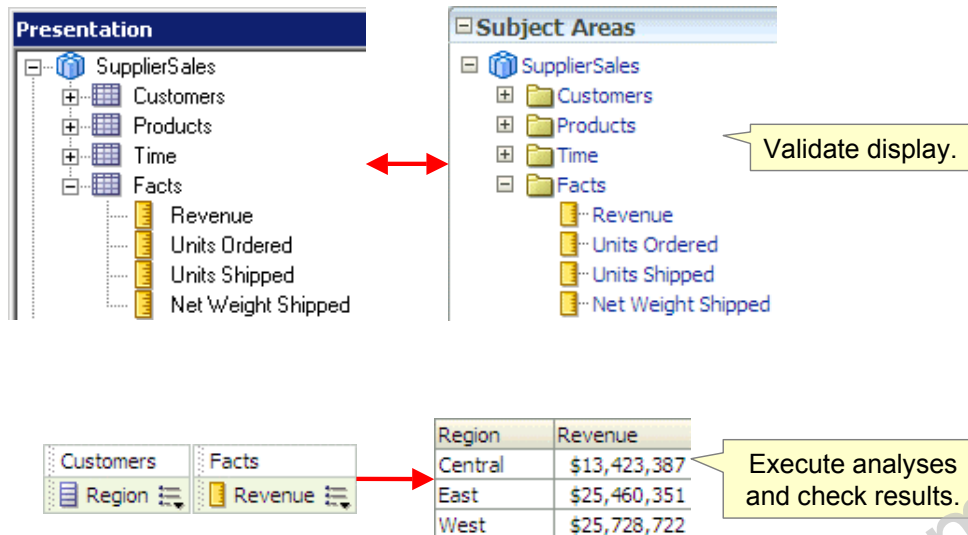 Presentation
SupplierSales
Customers
Products
Time
Facts
Revenue
Units Ordered
Units Shipped
Net Weight Shipped
Subject Areas
SupplierSales
Customers
Products
Time
Facts
Revenue
Units Ordered
Units Shipped
Net Weight Shipped
Validate display.
Customers Facts
Region Revenue
Region Revenue
Central $13,423,387
East $25,460,351
West $25,728,722
Execute analyses
and check results.